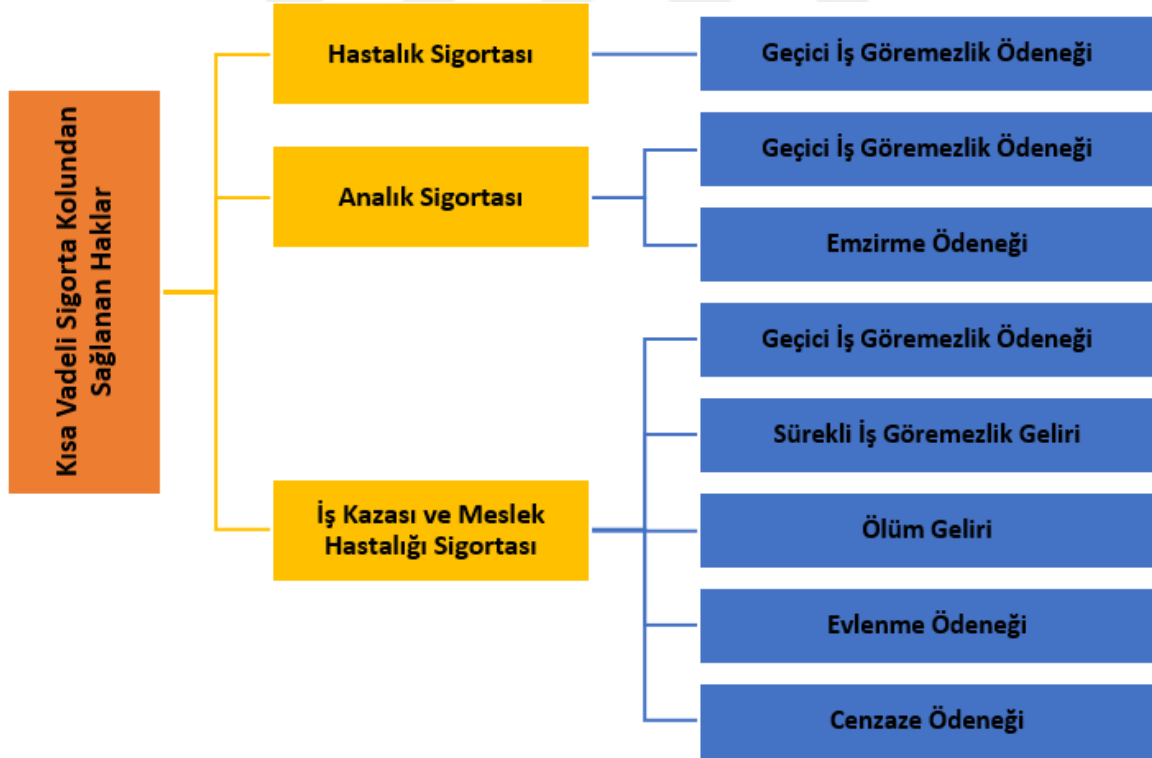 Kısa Vadeli Sigorta Kolundan
Sağlanan Haklar
Hastalık Sigortası
Geçici İş Göremezlik Ödeneği
Analık Sigortası
Geçici İş Göremezlik Ödeneği
Emzirme Ödeneği
İş Kazası ve Meslek
Hastalığı Sigortası
Geçici İş Göremezlik Ödeneği
Sürekli İş Göremezlik Geliri
Ölüm Geliri
Evlenme Ödeneği
Cenzaze Ödeneği